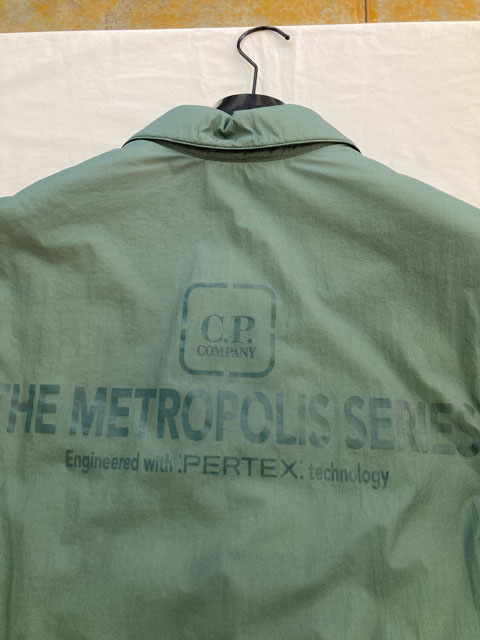 C.P.
COMPANY
THE METROPOLIS SERIES
Engineered with :PERTEX. technology